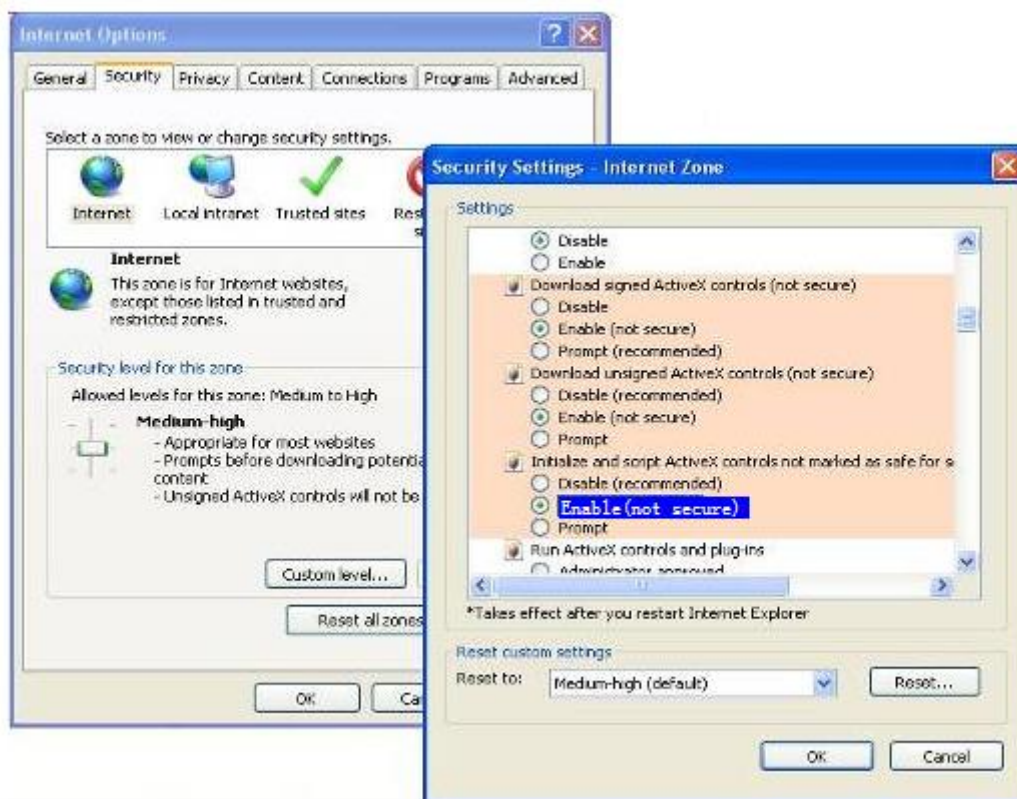 Internet Options
General Security Privacy Content Connections Programs Advanced
Select a zone to view or change security settings.
Internet Local intranet Trusted sites
Internet
This zone is for Internet websites,
except those listed in trusted and
restricted zones.
Security level for this zone
Allowed levels for this zone: Medium to High
Medium-high
- Appropriate for most websites
- Prompts before downloading
content
- Unsigned ActiveX controls will not be
Custom level...
Reset all zones
OK
Security Settings - Internet Zone
Settings
Disable
Enable
Download signed ActiveX controls (not secure)
Disable
Enable (not secure)
Prompt (recommended)
Download unsigned ActiveX controls (not secure)
Disable (recommended)
Enable (not secure)
Prompt
Initialize and script ActiveX controls not marked as safe for s
Disable (recommended)
Enable(not secure)
Prompt
Run ActiveX controls and plug-ins
Administrator approved
*Takes effect after you restart Internet Explorer
Reset custom settings
Reset to: Medium-high (default) Reset...
OK Cancel